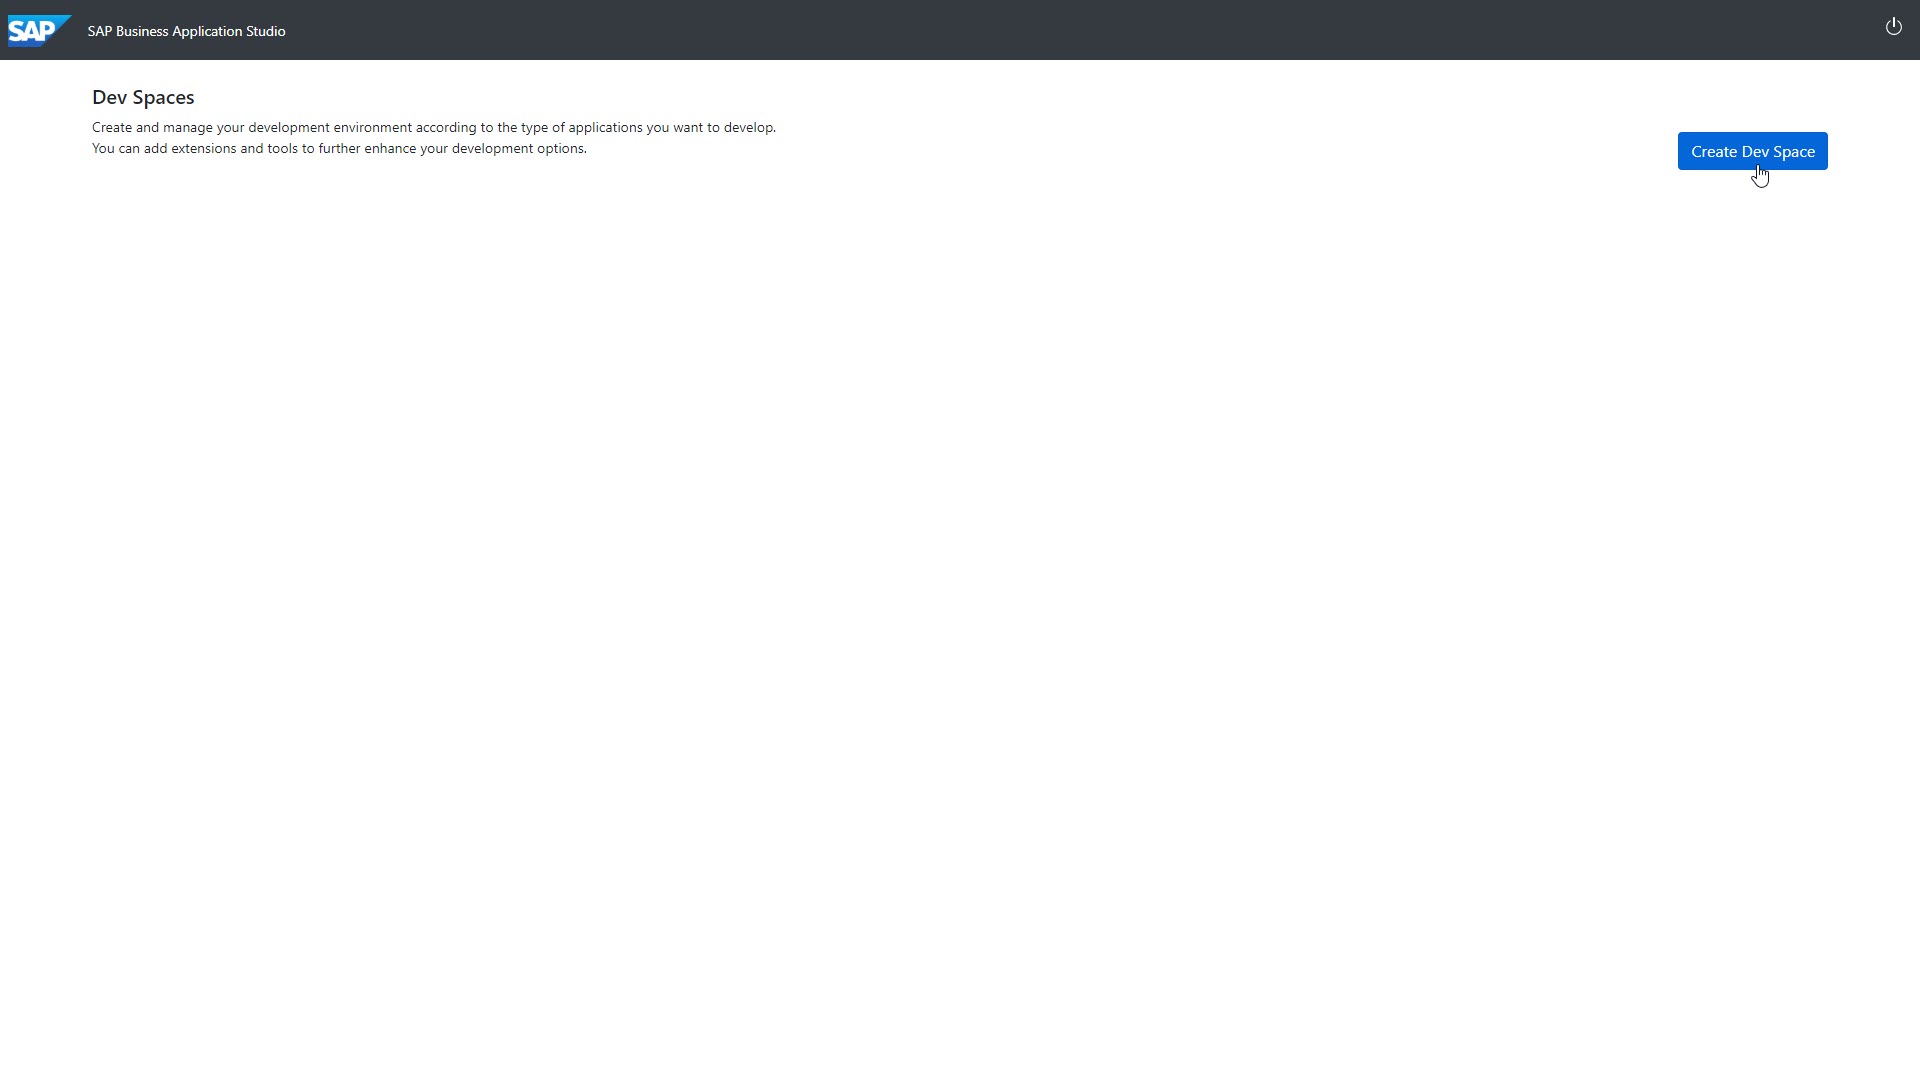 SAP SAP Business Application Studio
Dev Spaces
Create and manage your development environment according to the type of applications you want to develop.
You can add extensions and tools to further enhance your development options.
Create Dev Space